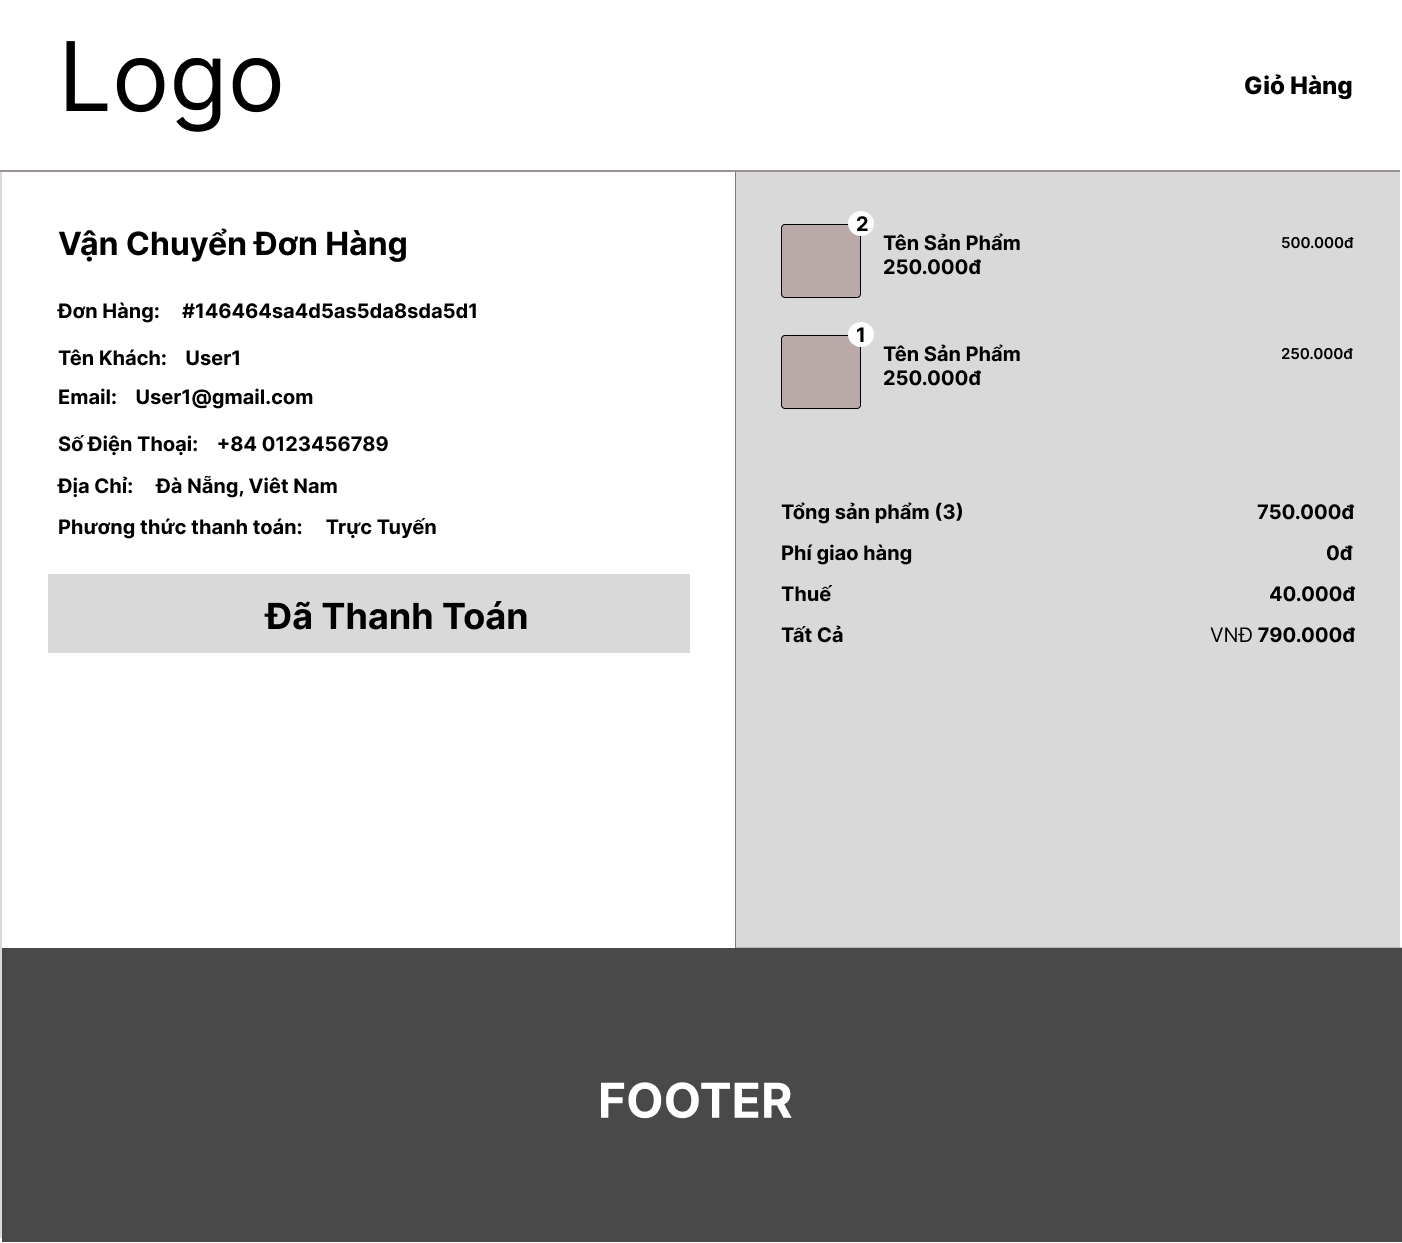 Logo
Giỏ Hàng
Vận Chuyển Đơn Hàng
Đơn Hàng: #146464sa4d5as5da8sda5d1
Tên Khách: User1
Email: User1@gmail.com
Số Điện Thoại: +84 0123456789
Địa Chỉ: Đà Nẵng, Viêt Nam
Phương thức thanh toán: Trực Tuyến
Đã Thanh Toán
2
Tên Sản Phẩm 500.000đ
250.000đ
1
Tên Sản Phẩm 250.000đ
250.000đ
Tổng sản phẩm (3) 750.000đ
Phí giao hàng 0đ
Thuế 40.000đ
Tất Cả VNĐ 790.000đ
FOOTER